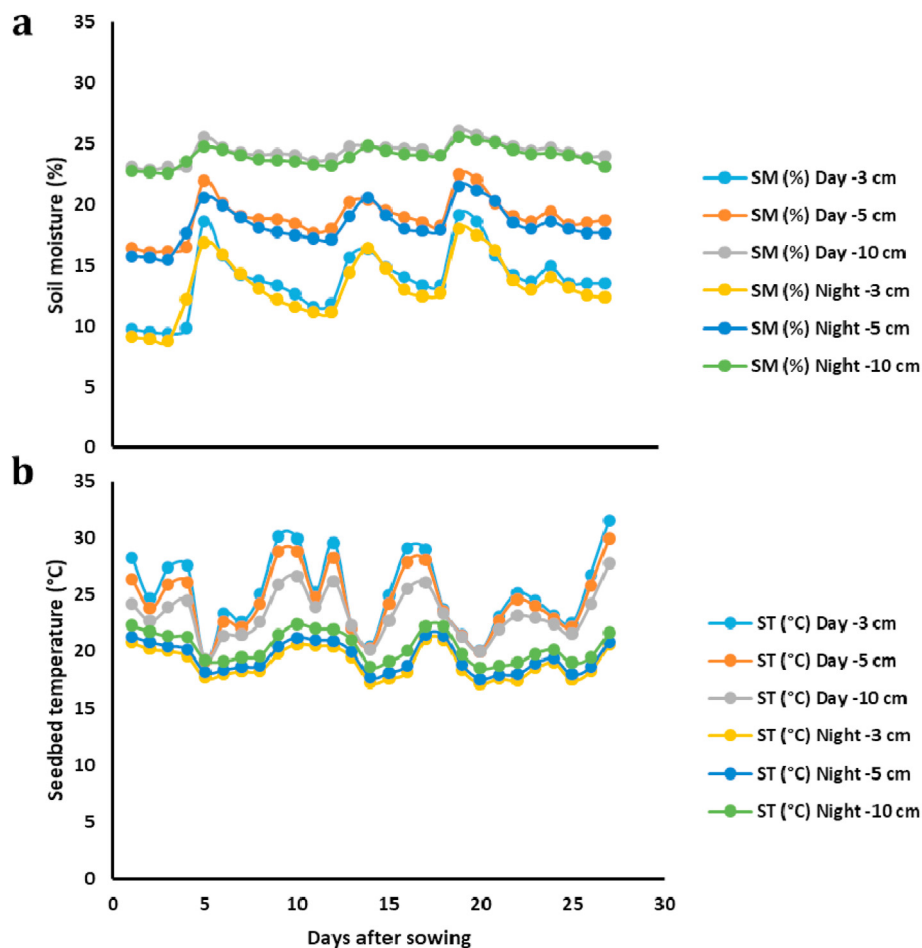 a
35
30
25
20
15
10
5
0
Soil moisture (%)
SM (%) Day -3 cm
SM (%) Day -5 cm
SM (%) Day -10 cm
SM (%) Night -3 cm
SM (%) Night -5 cm
SM (%) Night -10 cm
b
35
30
25
20
15
10
5
0
Seedbed temperature (°C)
ST (°C) Day -3 cm
ST (°C) Day -5 cm
ST (°C) Day -10 cm
ST (°C) Night -3 cm
ST (°C) Night -5 cm
ST (°C) Night -10 cm
0 5 10 15 20 25 30
Days after sowing